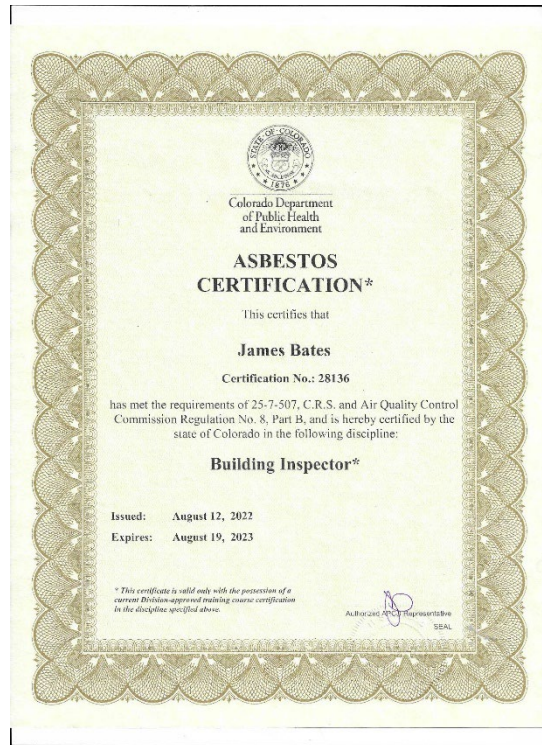 STATE OF COLORADO
1876
Colorado Department
of Public Health
and Environment
ASBESTOS
CERTIFICATION*
This certifies that
James Bates
Certification No.: 28136
has met the requirements of 25-7-507, C.R.S. and Air Quality Control
Commission Regulation No. 8, Part B, and is hereby certified by the
state of Colorado in the following discipline:
Building Inspector*
Issued: August 12, 2022
Expires: August 19, 2023
* This certificate is valid only with the possession of a
current Division-approved training course certification
in the discipline specified above.
Authorized APCD Representative
SEAL